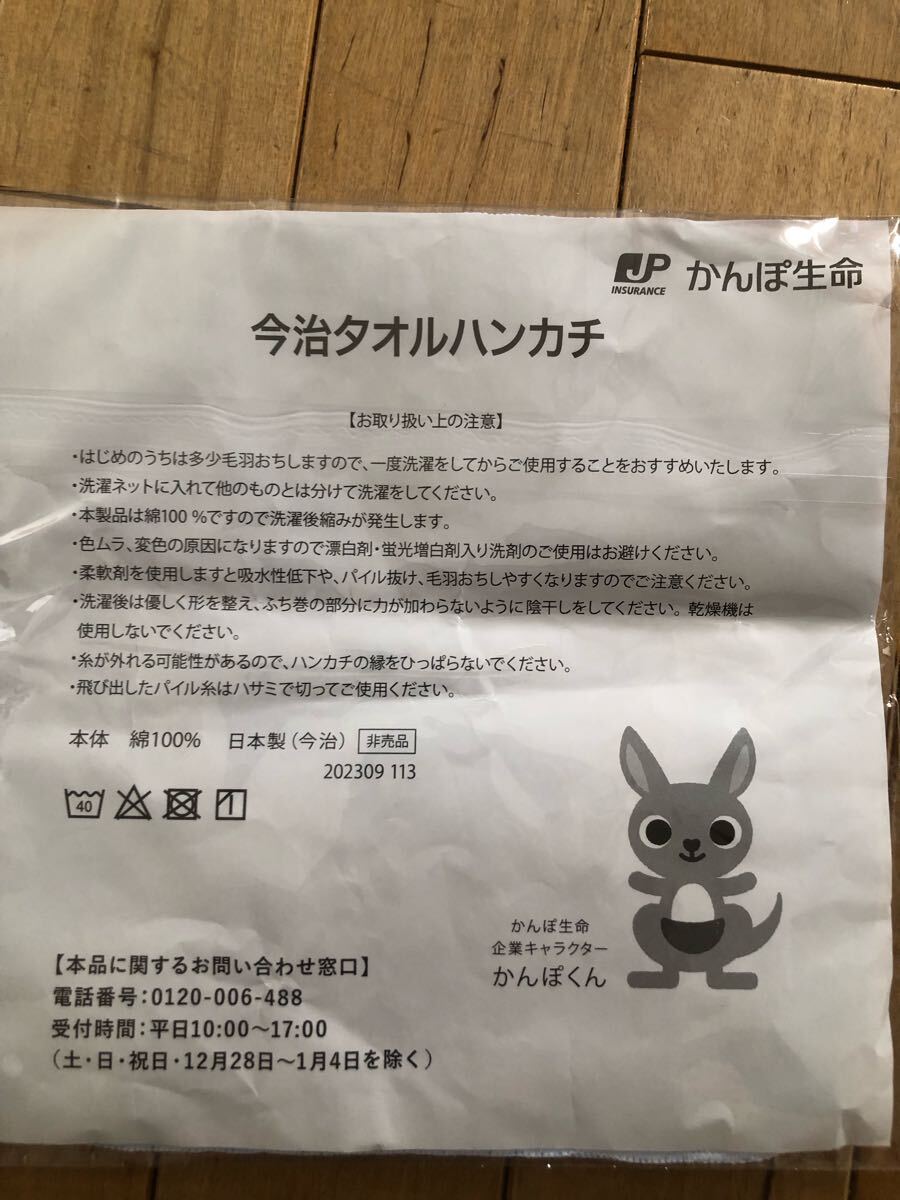 JP
INSURANCE
かんぽ生命
今治タオルハンカチ
【お取り扱い上の注意】
・はじめのうちは多少毛羽おちしますので、一度洗濯をしてからご使用することをおすすめいたします。
・洗濯ネットに入れて他のものとは分けて洗濯をしてください。
・本製品は綿100 %ですので洗濯後縮みが発生します。
・色ムラ、変色の原因になりますので漂白剤・蛍光増白剤入り洗剤のご使用はお避けください。
・柔軟剤を使用しますと吸水性低下や、パイル抜け、毛羽おちしやすくなりますのでご注意ください。
・洗濯後は優しく形を整え、ふち巻の部分に力が加わらないように陰干しをしてください。乾燥機は
使用しないでください。
・糸が外れる可能性があるので、ハンカチの縁をひっぱらないでください。
・飛び出したパイル糸はハサミで切ってご使用ください。
本体 綿100% 日本製(今治) 非売品
202309 113
40
かんぽ生命
企業キャラクター
かんぽくん
【本品に関するお問い合わせ窓口】
電話番号:0120-006-488
受付時間:平日10:00〜17:00
(土・日・祝日・12月28日〜1月4日を除く)